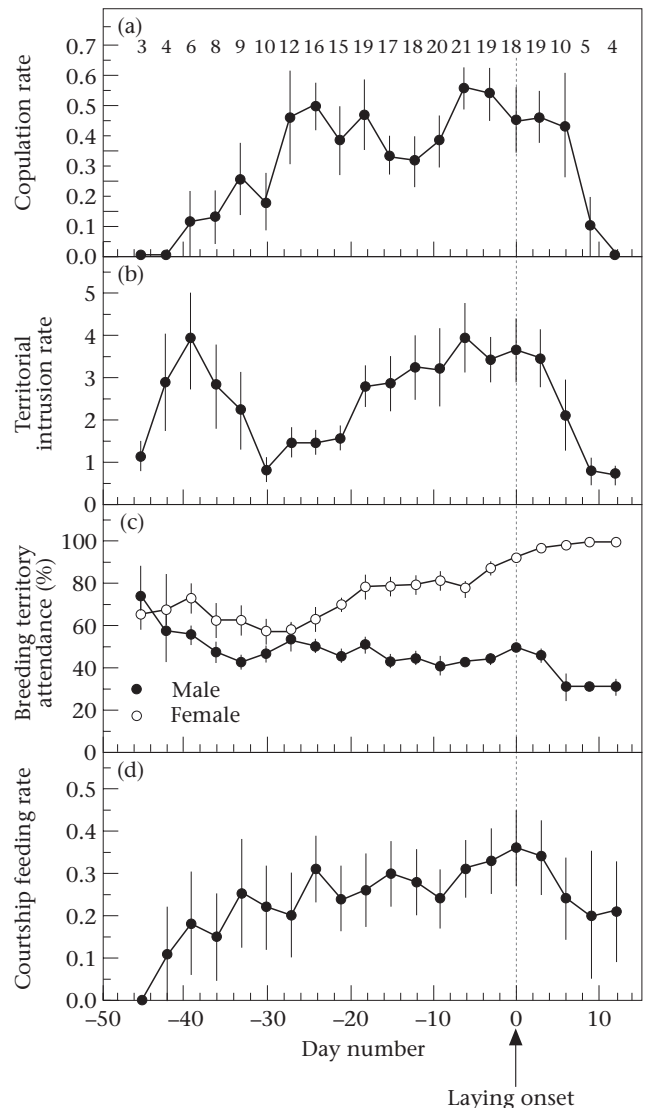 (a)
3 4 6 8 9 10 12 16 15 19 17 18 20 21 19 18 19 10 5 4
0.7
0.6
0.5
0.4
0.3
0.2
0.1
0.0
Copulation rate
(b)
5
4
3
2
1
0
Territorial
intrusion rate
(c)
100
80
60
40
20
0
Breeding territory
attendance (%)
Male
Female
(d)
0.5
0.4
0.3
0.2
0.1
0.0
Courtship feeding rate
–50 –40 –30 –20 –10 0 10
Day number
Laying onset